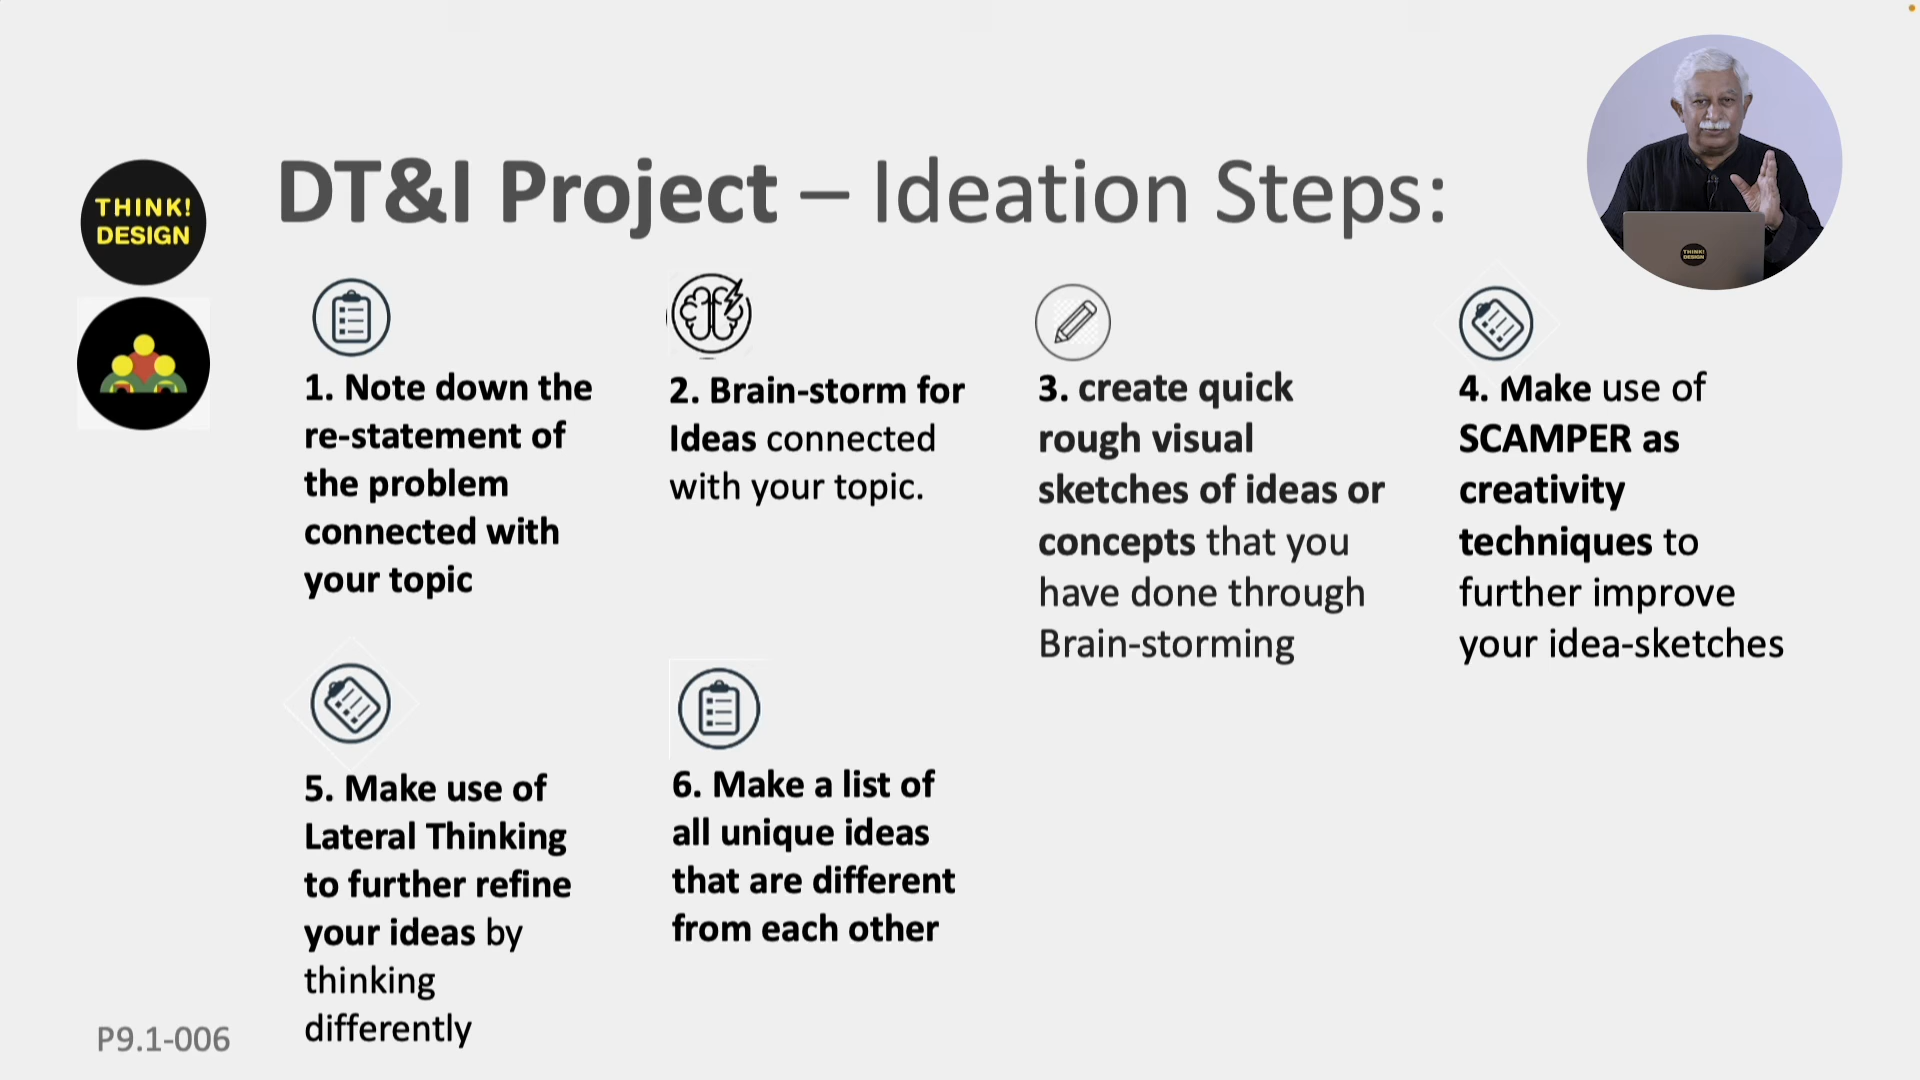 THINK!
DESIGN
DT&I Project – Ideation Steps:
THINK!
DESIGN
1. Note down the
re-statement of
the problem
connected with
your topic
2. Brain-storm for
Ideas connected
with your topic.
3. create quick
rough visual
sketches of ideas or
concepts that you
have done through
Brain-storming
4. Make use of
SCAMPER as
creativity
techniques to
further improve
your idea-sketches
5. Make use of
Lateral Thinking
to further refine
your ideas by
thinking
differently
6. Make a list of
all unique ideas
that are different
from each other
P9.1-006